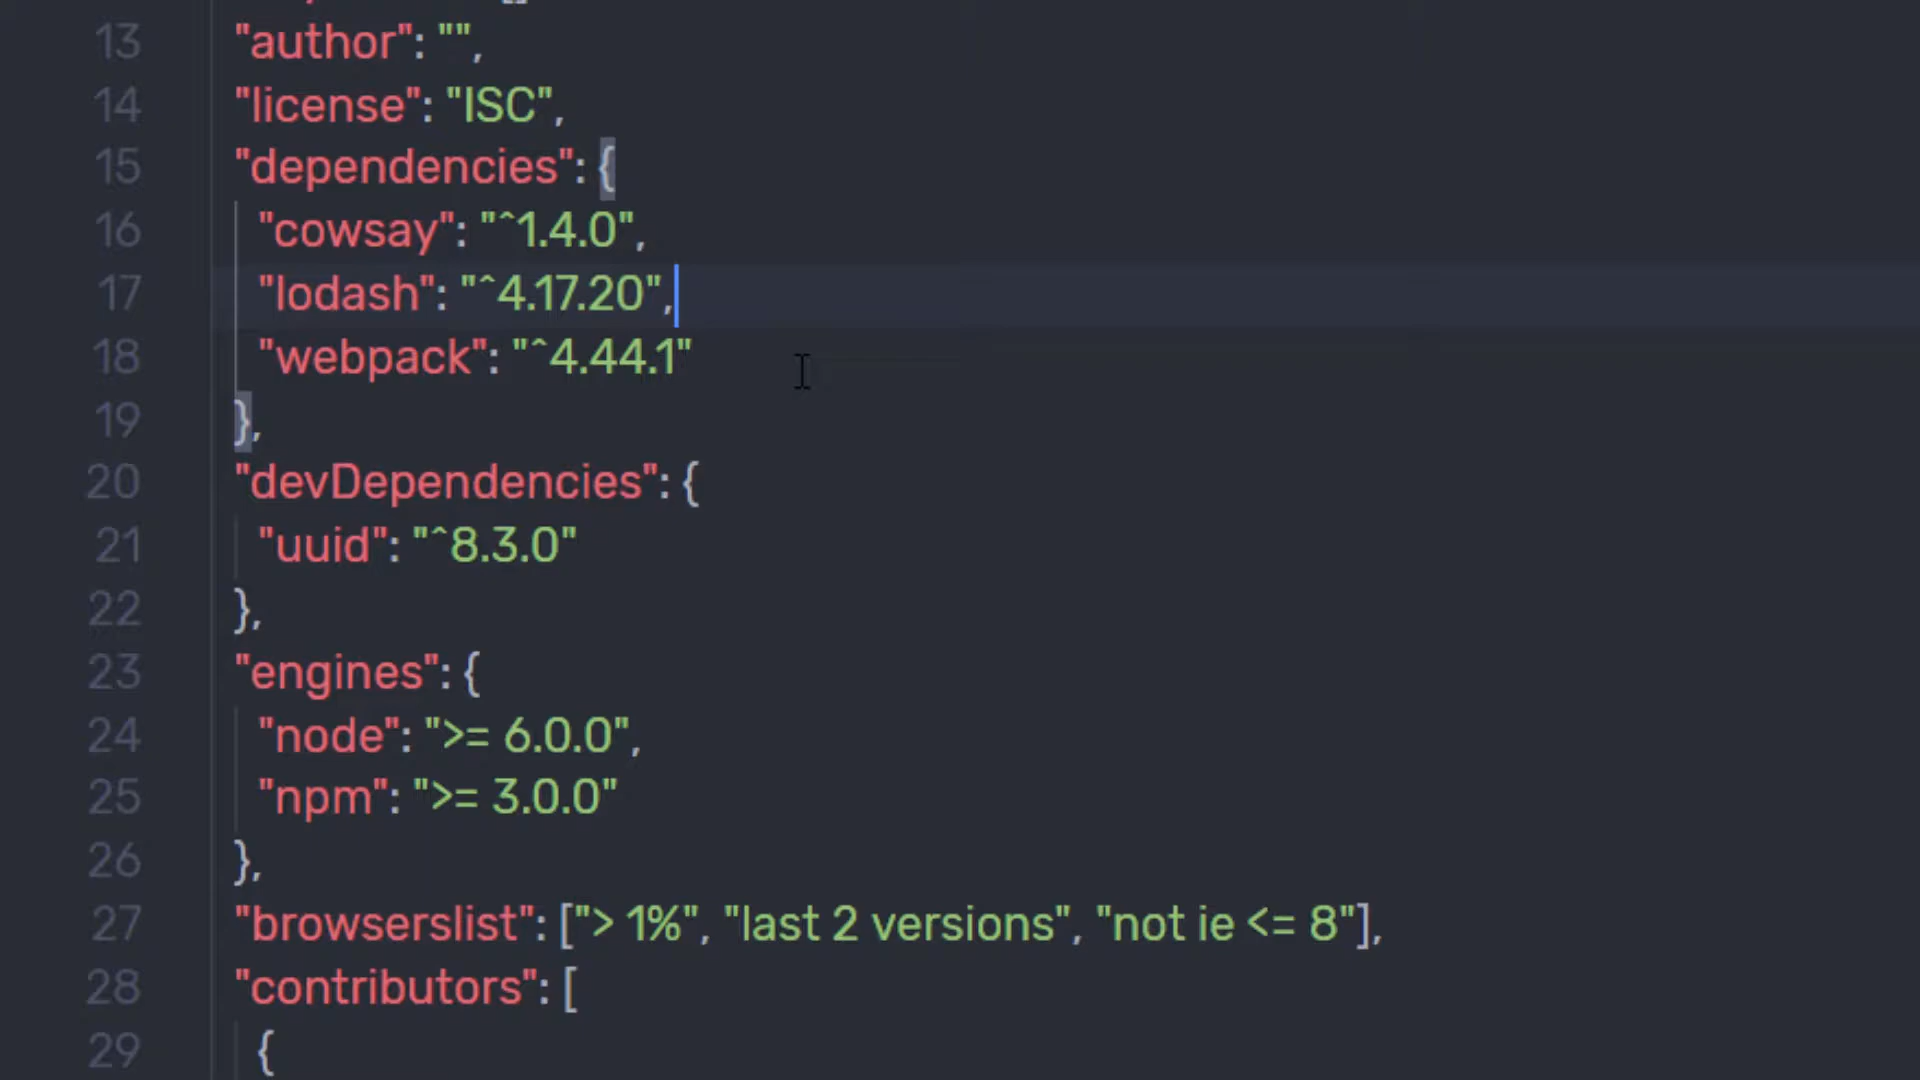 13 "author": "",
14 "license": "ISC",
15 "dependencies": {
16 "cowsay": "^1.4.0",
17 "lodash": "^4.17.20",
18 "webpack": "^4.44.1"
19 },
20 "devDependencies": {
21 "uuid": "^8.3.0"
22 },
23 "engines": {
24 "node": ">= 6.0.0",
25 "npm": ">= 3.0.0"
26 },
27 "browserslist": ["> 1%", "last 2 versions", "not ie <= 8"],
28 "contributors": [
29 {